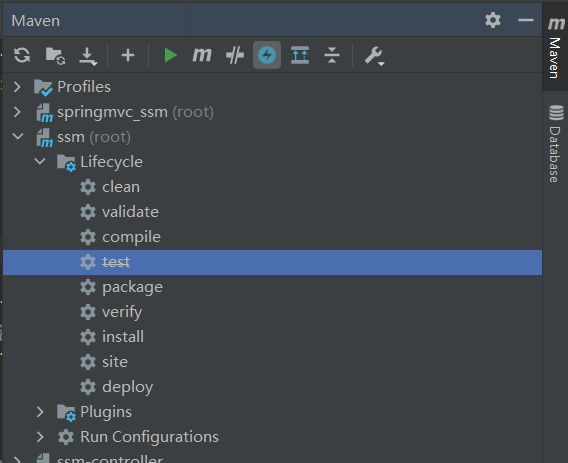 Maven
Profiles
springmvc_ssm (root)
ssm (root)
Lifecycle
clean
validate
compile
test
package
verify
install
site
deploy
Plugins
Run Configurations
ssm-controller
m Maven
Database